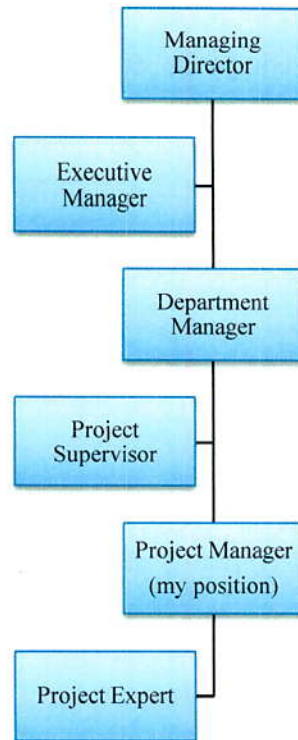 Managing
Director
Executive
Manager
Department
Manager
Project
Supervisor
Project Manager
(my position)
Project Expert